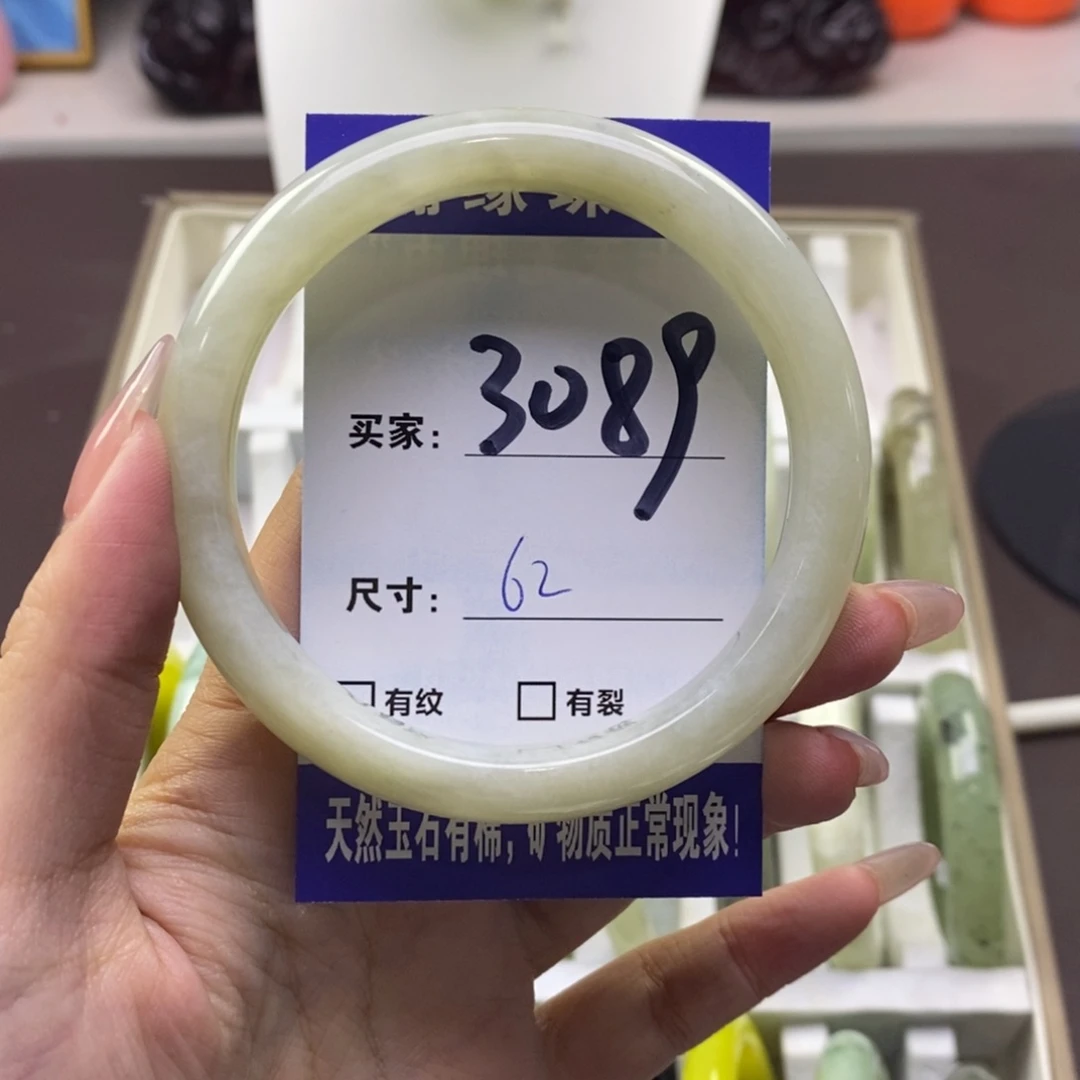 缘
买家： 3089
尺寸： 62
□有纹 □有裂
天然玉石有棉，矿物质正常现象！